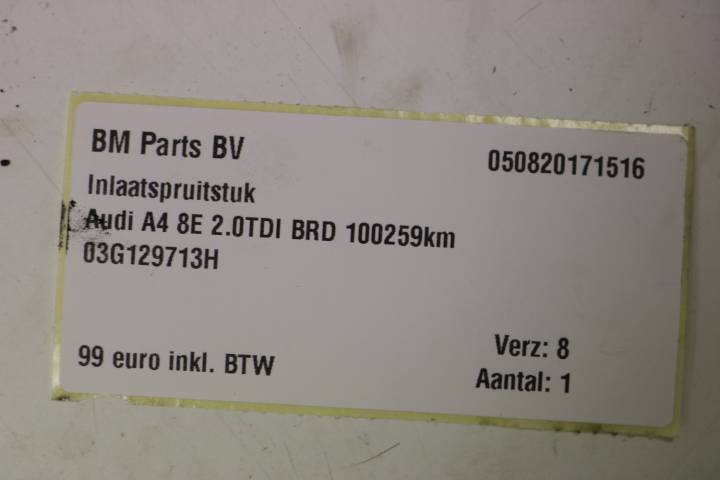 BM Parts BV
050820171516
Inlaatspruitstuk
Audi A4 8E 2.0TDI BRD 100259km
03G129713H
Verz: 8
99 euro inkl. BTW
Aantal: 1